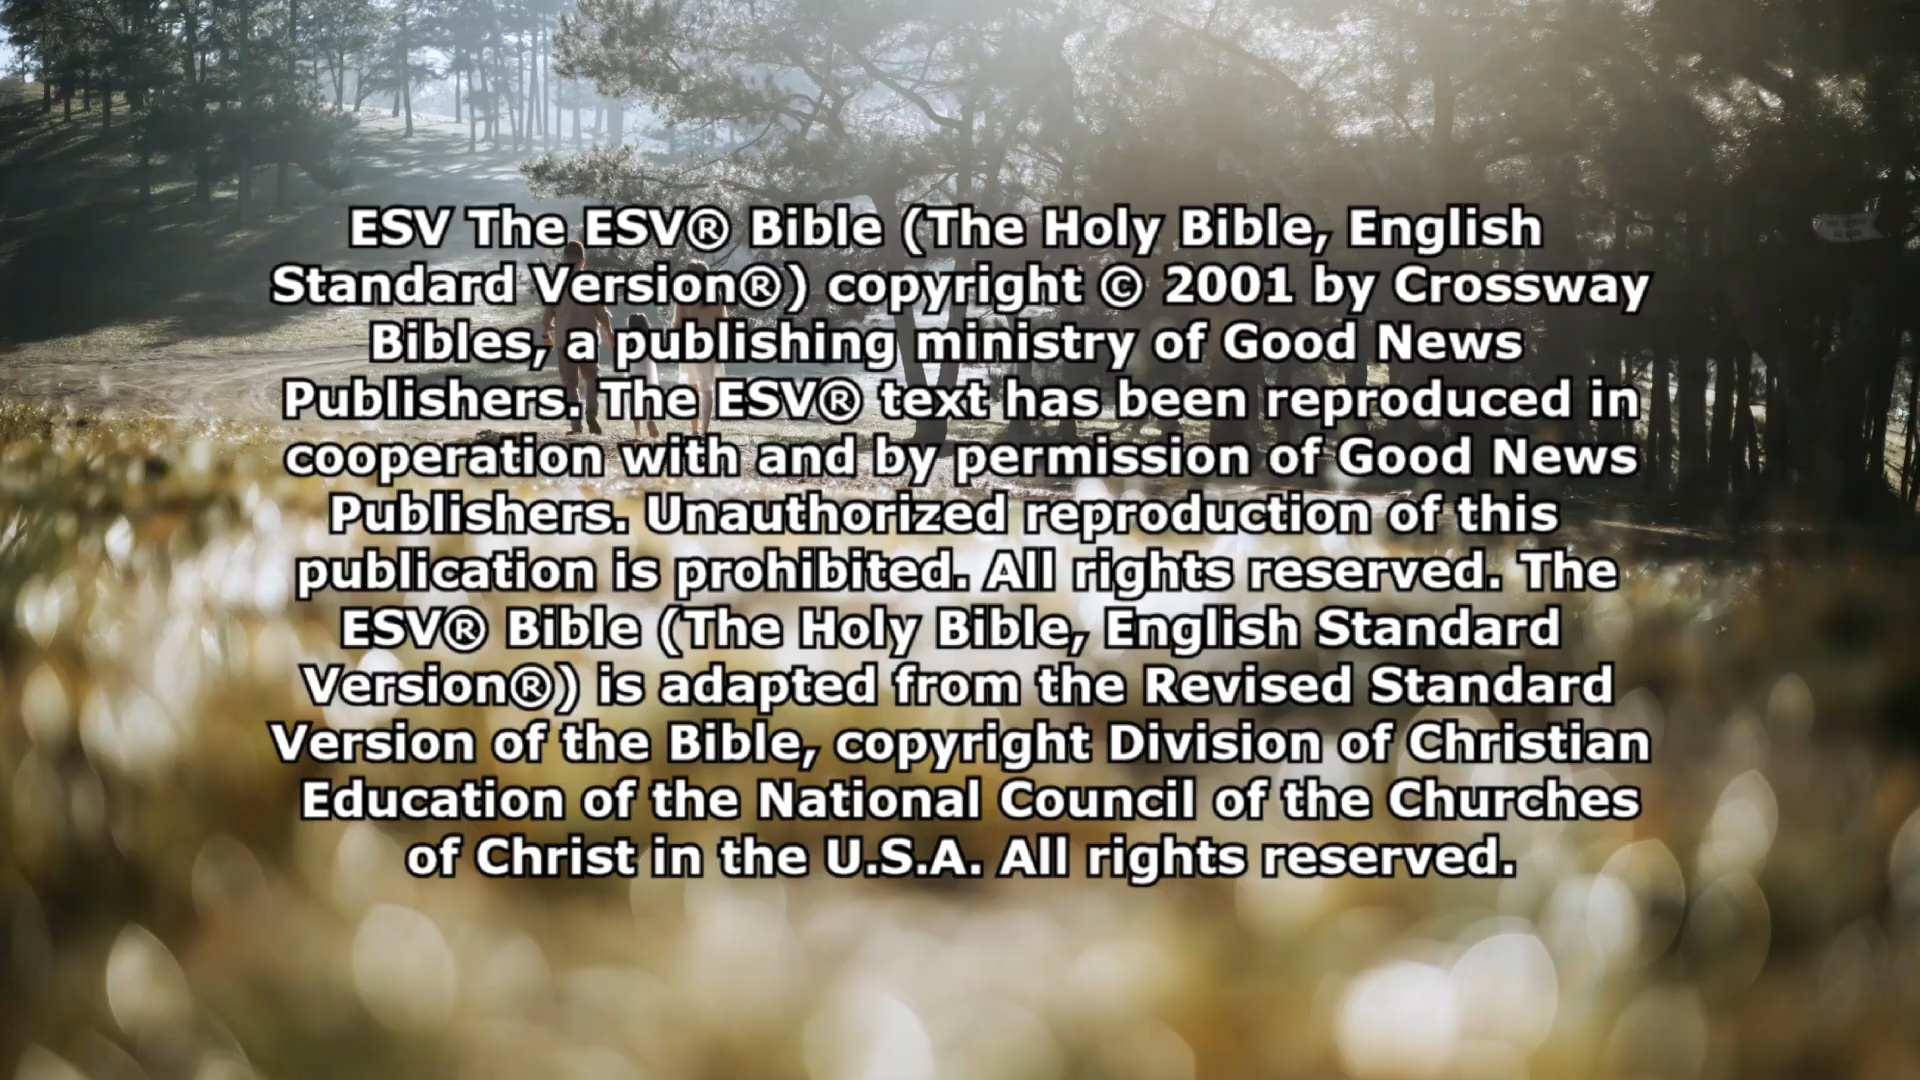 ESV The ESV® Bible (The Holy Bible, English
Standard Version®) copyright © 2001 by Crossway
Bibles, a publishing ministry of Good News
Publishers. The ESV® text has been reproduced in
cooperation with and by permission of Good News
Publishers. Unauthorized reproduction of this
publication is prohibited. All rights reserved. The
ESV® Bible (The Holy Bible, English Standard
Version®) is adapted from the Revised Standard
Version of the Bible, copyright Division of Christian
Education of the National Council of the Churches
of Christ in the U.S.A. All rights reserved.